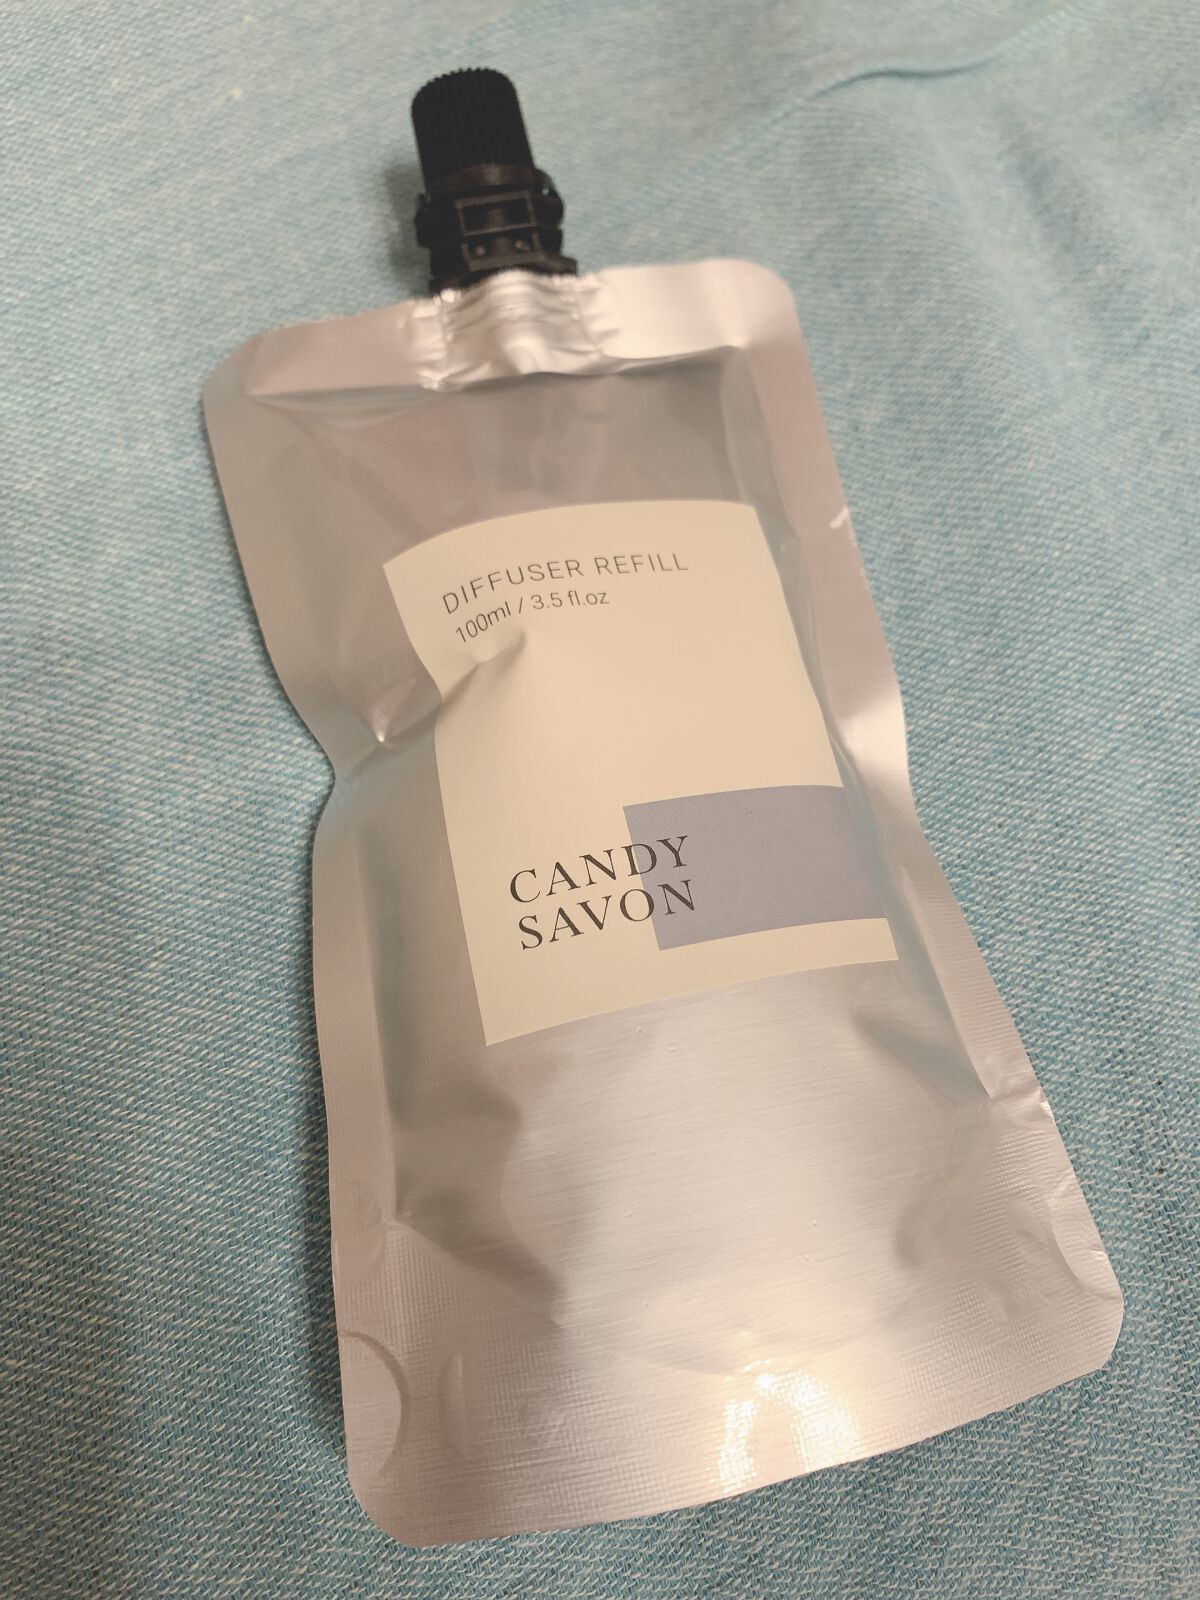 DIFFUSER REFILL
100ml / 3.5 fl.oz
CANDY
SAVON